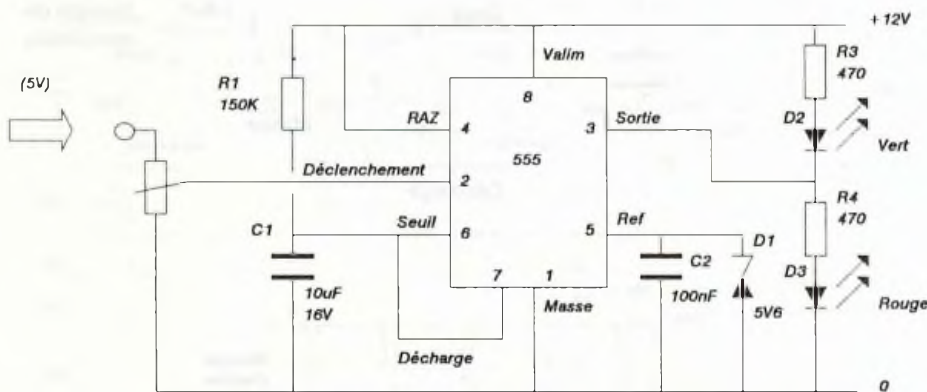 + 12V
(5V)
R1
150K
Valim
R3
470
8
RAZ
4
3
Sortie
D2
555
Vert
Déclenchement
2
R4
470
C1
Seuil
6
5
Ref
D1
7
1
C2
D3
10uF
16V
Masse
100nF
5V6
Rouge
Décharge
0